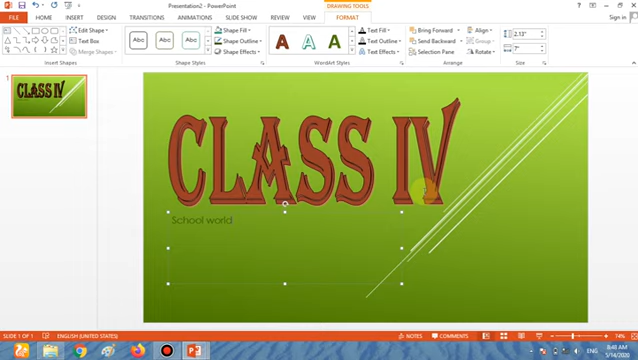 Presentation2 - PowerPoint
DRAWING TOOLS
FILE HOME INSERT DESIGN TRANSITIONS ANIMATIONS SLIDE SHOW REVIEW VIEW FORMAT
Sign in
Edit Shape
Text Box
Merge Shapes
Insert Shapes
Abc Abc Abc
Shape Fill
Shape Outline
Shape Effects
Shape Styles
A A A
Text Fill
Text Outline
Text Effects
WordArt Styles
Bring Forward
Send Backward
Selection Pane
Align
Group
Rotate
Arrange
2.13"
7"
Size
1
CLASS IV
CLASS IV
School world
SLIDE 1 OF 1 ENGLISH (UNITED STATES) NOTES COMMENTS 74%
ENG
8:48 AM
5/14/2020